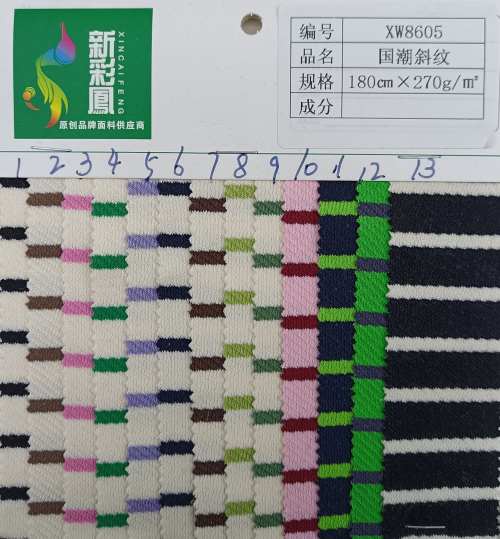 新彩鳳
XINCAIFENG
原创品牌面料供应商
编号 XW8605
品名 国潮斜纹
规格 180cm×270g/㎡
成分
1 2 3 4 5 6 7 8 9 10 11 12 13